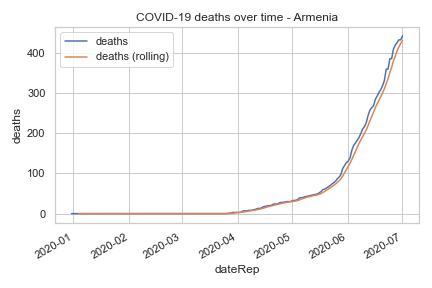 COVID-19 deaths over time - Armenia
deaths
deaths (rolling)
400
300
200
100
0
deaths
2020-01
2020-02
2020-03
2020-04
2020-05
2020-06
2020-07
dateRep